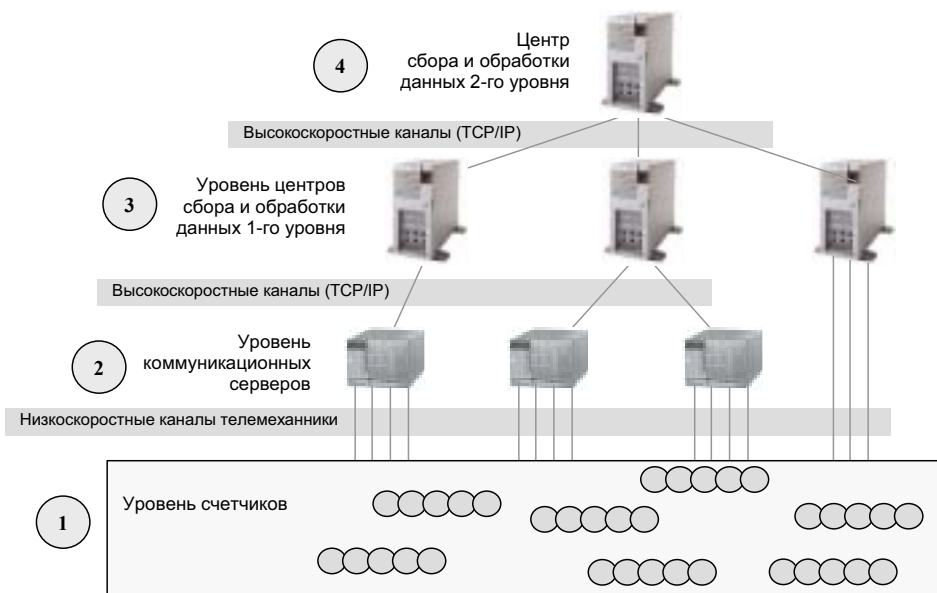 4
Центр
сбора и обработки
данных 2-го уровня
Высокоскоростные каналы (TCP/IP)
3
Уровень центров
сбора и обработки
данных 1-го уровня
Высокоскоростные каналы (TCP/IP)
2
Уровень
коммуникационных
серверов
Низкоскоростные каналы телемеханники
1
Уровень счетчиков